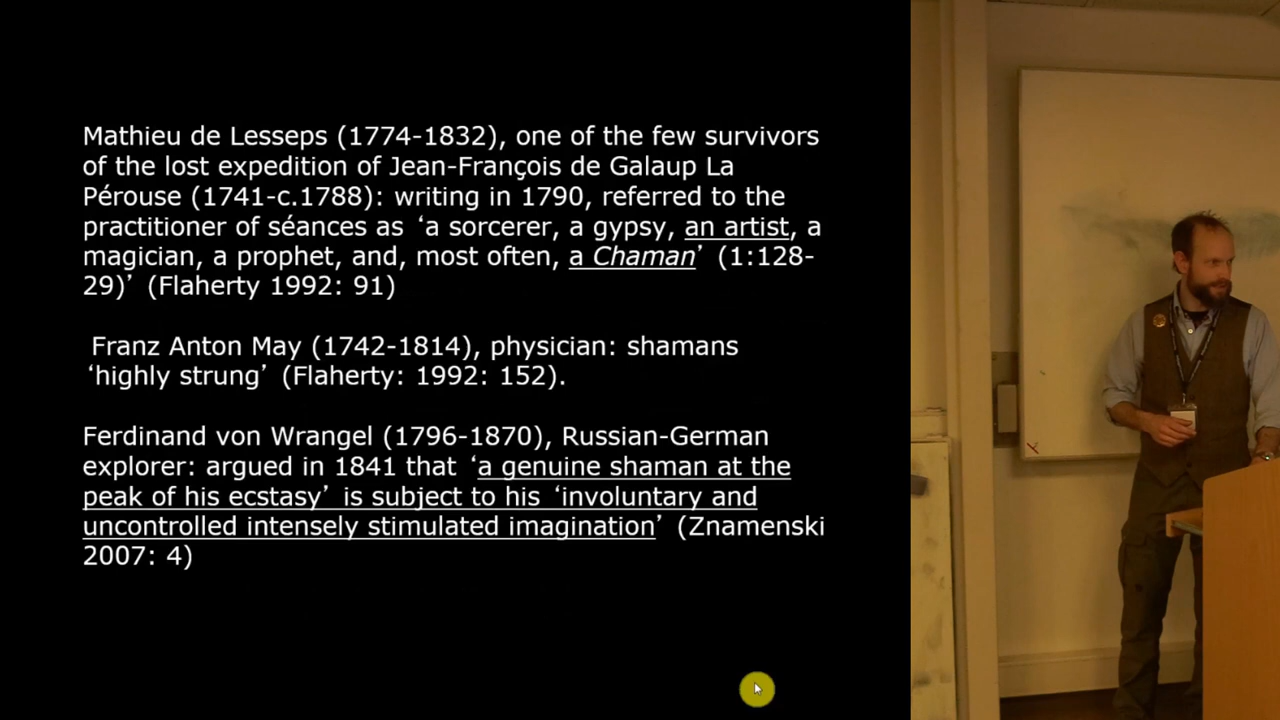 Mathieu de Lesseps (1774-1832), one of the few survivors
of the lost expedition of Jean-François de Galaup La
Pérouse (1741-c.1788): writing in 1790, referred to the
practitioner of séances as ‘a sorcerer, a gypsy, an artist, a
magician, a prophet, and, most often, a Chaman’ (1:128-
29)’ (Flaherty 1992: 91)
Franz Anton May (1742-1814), physician: shamans
‘highly strung’ (Flaherty: 1992: 152).
Ferdinand von Wrangel (1796-1870), Russian-German
explorer: argued in 1841 that ‘a genuine shaman at the
peak of his ecstasy’ is subject to his ‘involuntary and
uncontrolled intensely stimulated imagination’ (Znamenski
2007: 4)